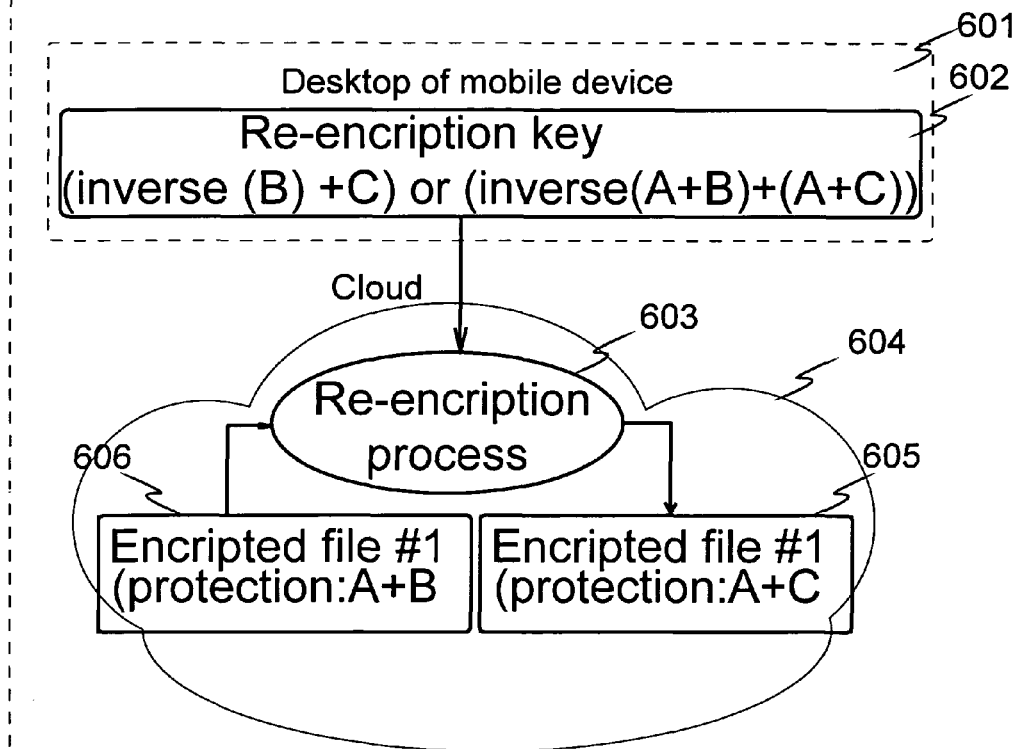 601
Desktop of mobile device
602
Re-encription key
(inverse (B) +C) or (inverse(A+B)+(A+C))
Cloud
603
604
Re-encription
process
606
605
Encripted file #1
(protection:A+B
Encripted file #1
(protection:A+C